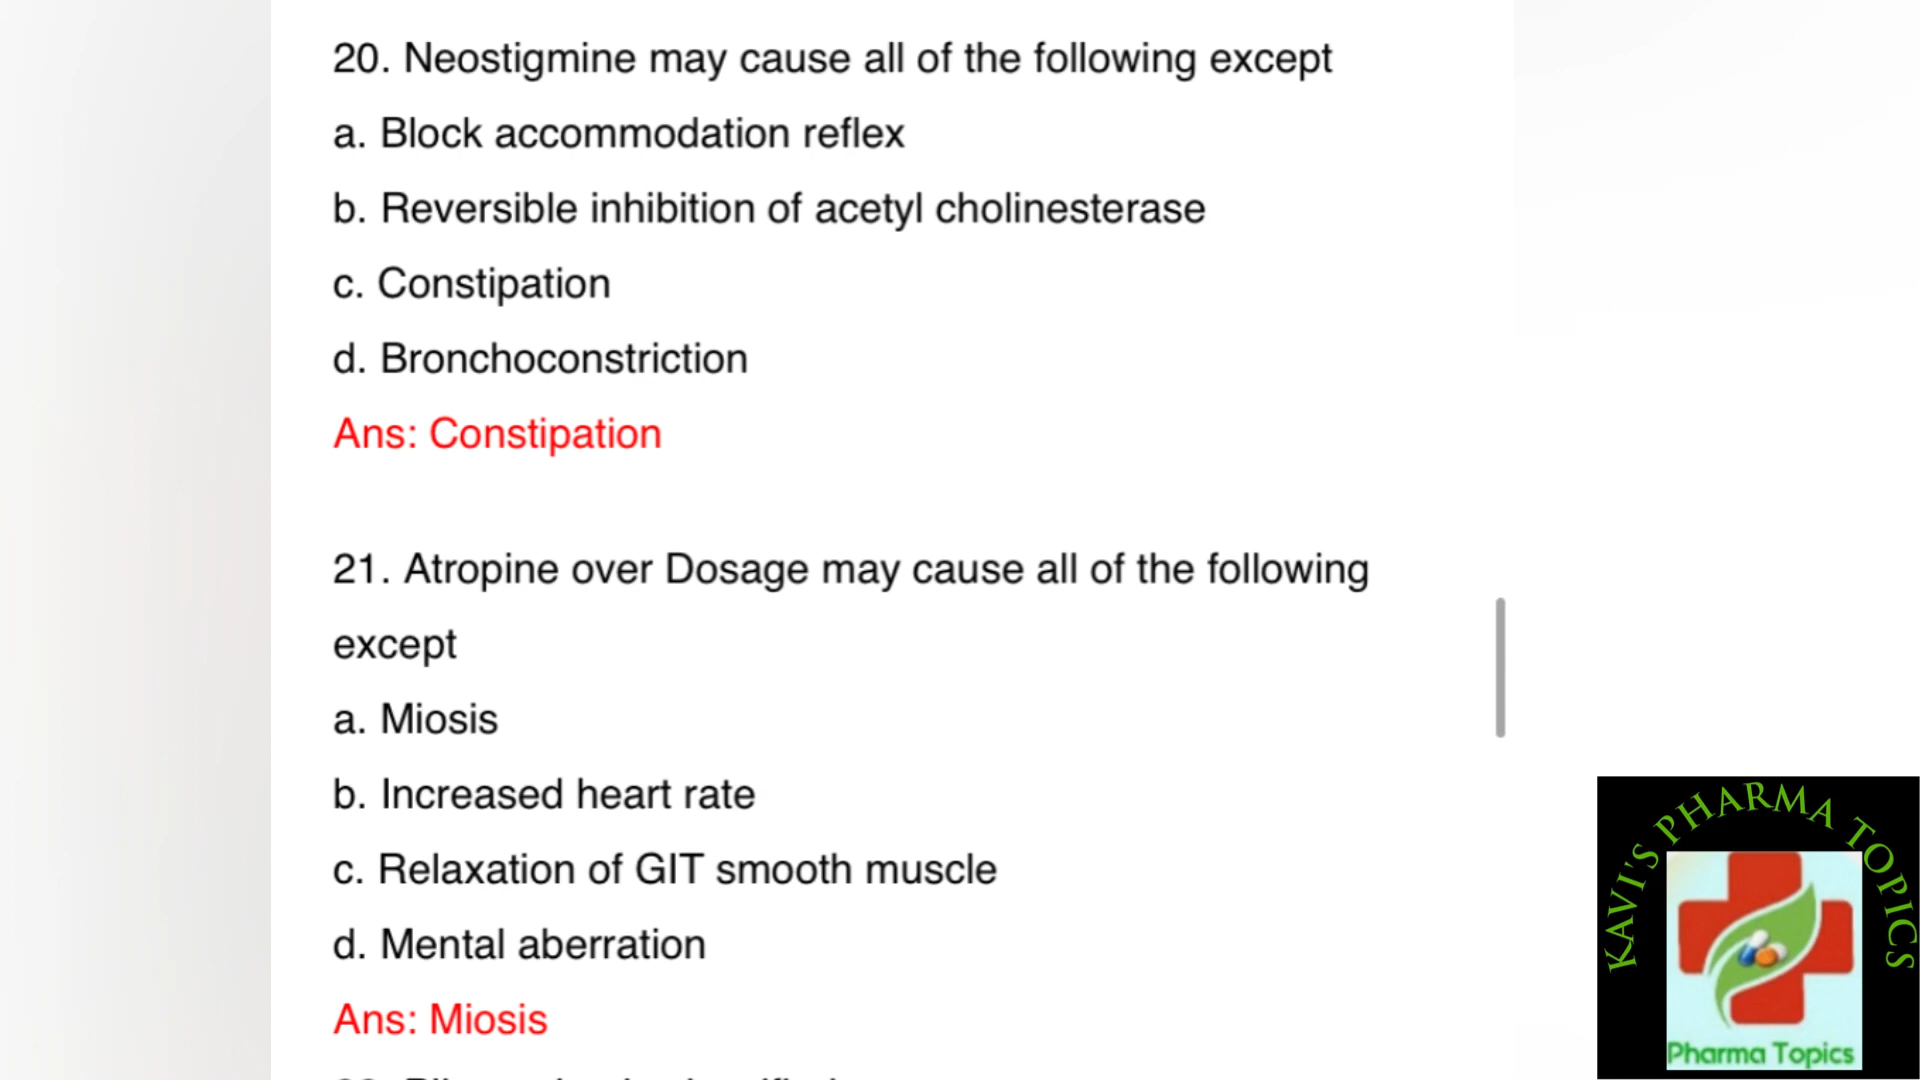 20. Neostigmine may cause all of the following except
a. Block accommodation reflex
b. Reversible inhibition of acetyl cholinesterase
c. Constipation
d. Bronchoconstriction
Ans: Constipation
21. Atropine over Dosage may cause all of the following
except
a. Miosis
b. Increased heart rate
c. Relaxation of GIT smooth muscle
d. Mental aberration
Ans: Miosis
KAVI'S PHARMA TOPICS
Pharma Topics